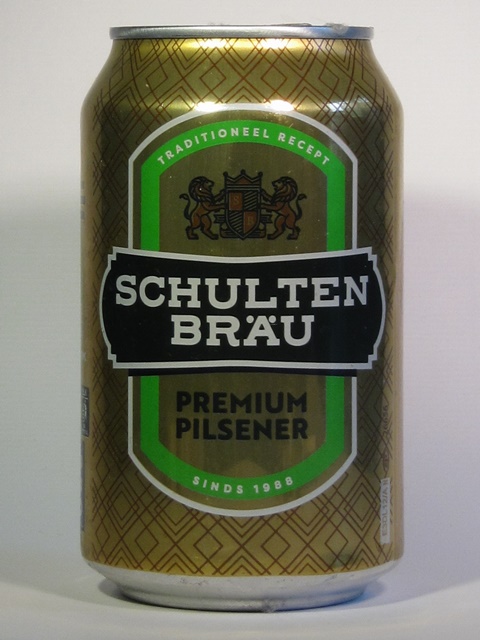 TRADITIONEEL RECEPT
SCHULTEN
BRÄU
PREMIUM
PILSENER
SINDS 1988